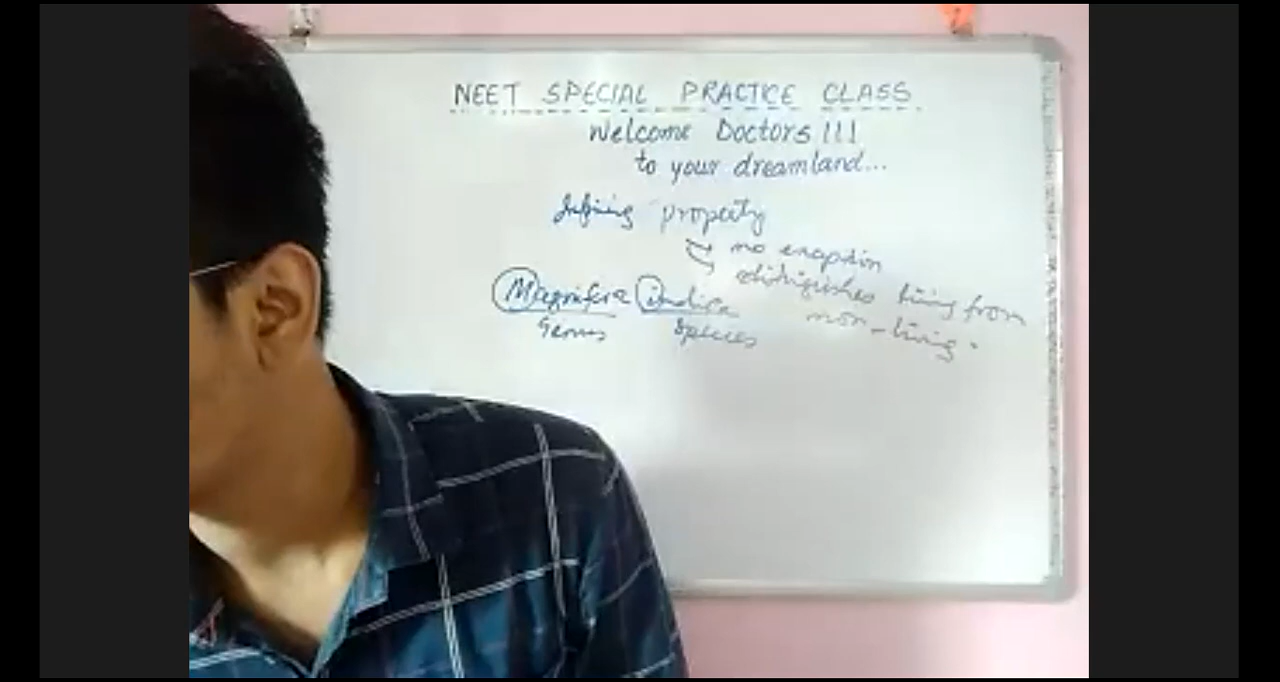 NEET SPECIAL PRACTICE CLASS
Welcome Doctors !!!
to your dreamland...
defining property
no exception
distinguishes living from
non-living.
Magnifera indica
Genus Species